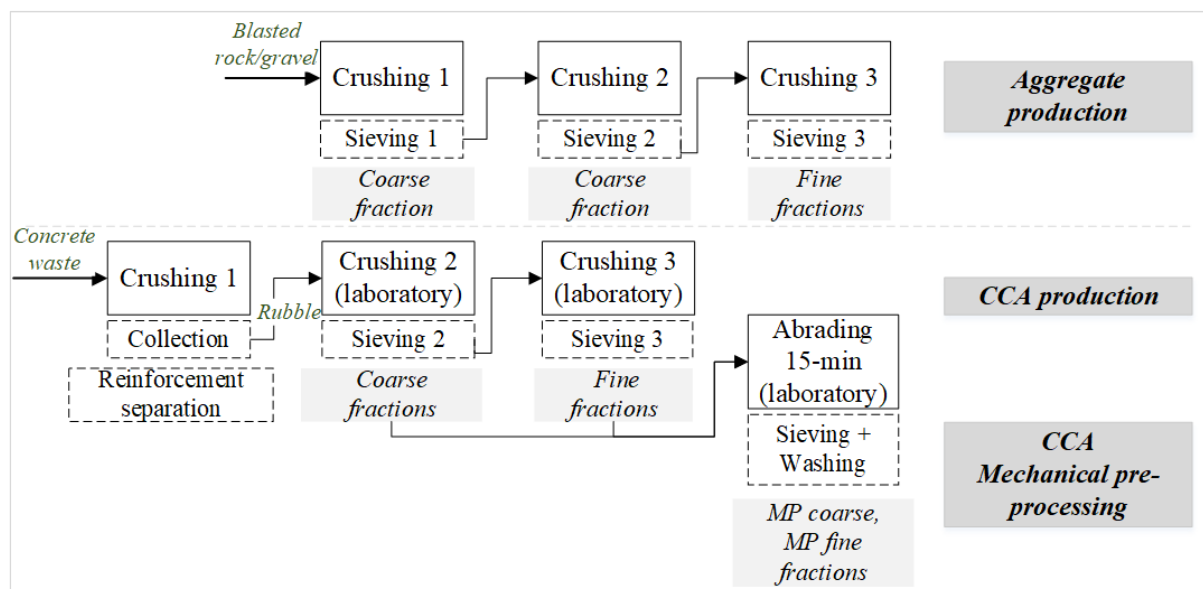 Blasted
rock/gravel
Crushing 1
Crushing 2
Crushing 3
Sieving 1
Sieving 2
Sieving 3
Coarse
fraction
Coarse
fraction
Fine
fractions
Aggregate
production
Concrete
waste
Crushing 1
Collection
Reinforcement
separation
Rubble
Crushing 2
(laboratory)
Sieving 2
Coarse
fractions
Crushing 3
(laboratory)
Sieving 3
Fine
fractions
CCA production
Abrading
15-min
(laboratory)
Sieving +
Washing
MP coarse,
MP fine
fractions
CCA
Mechanical pre-
processing